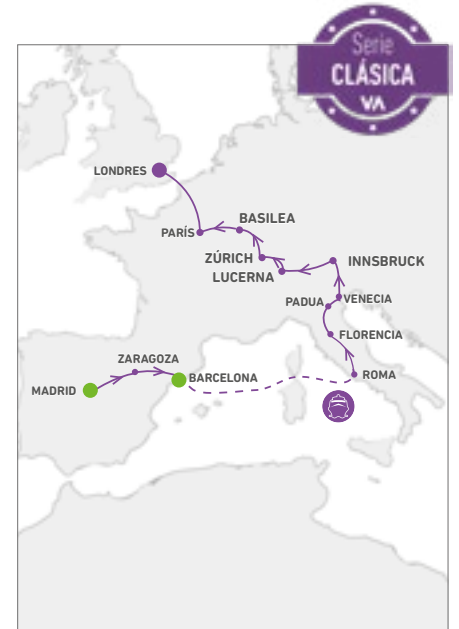 Serie
CLÁSICA
VA
LONDRES
BASILEA
PARÍS
ZÚRICH
INNSBRUCK
LUCERNA
PADUA
VENECIA
FLORENCIA
ZARAGOZA
ROMA
BARCELONA
MADRID